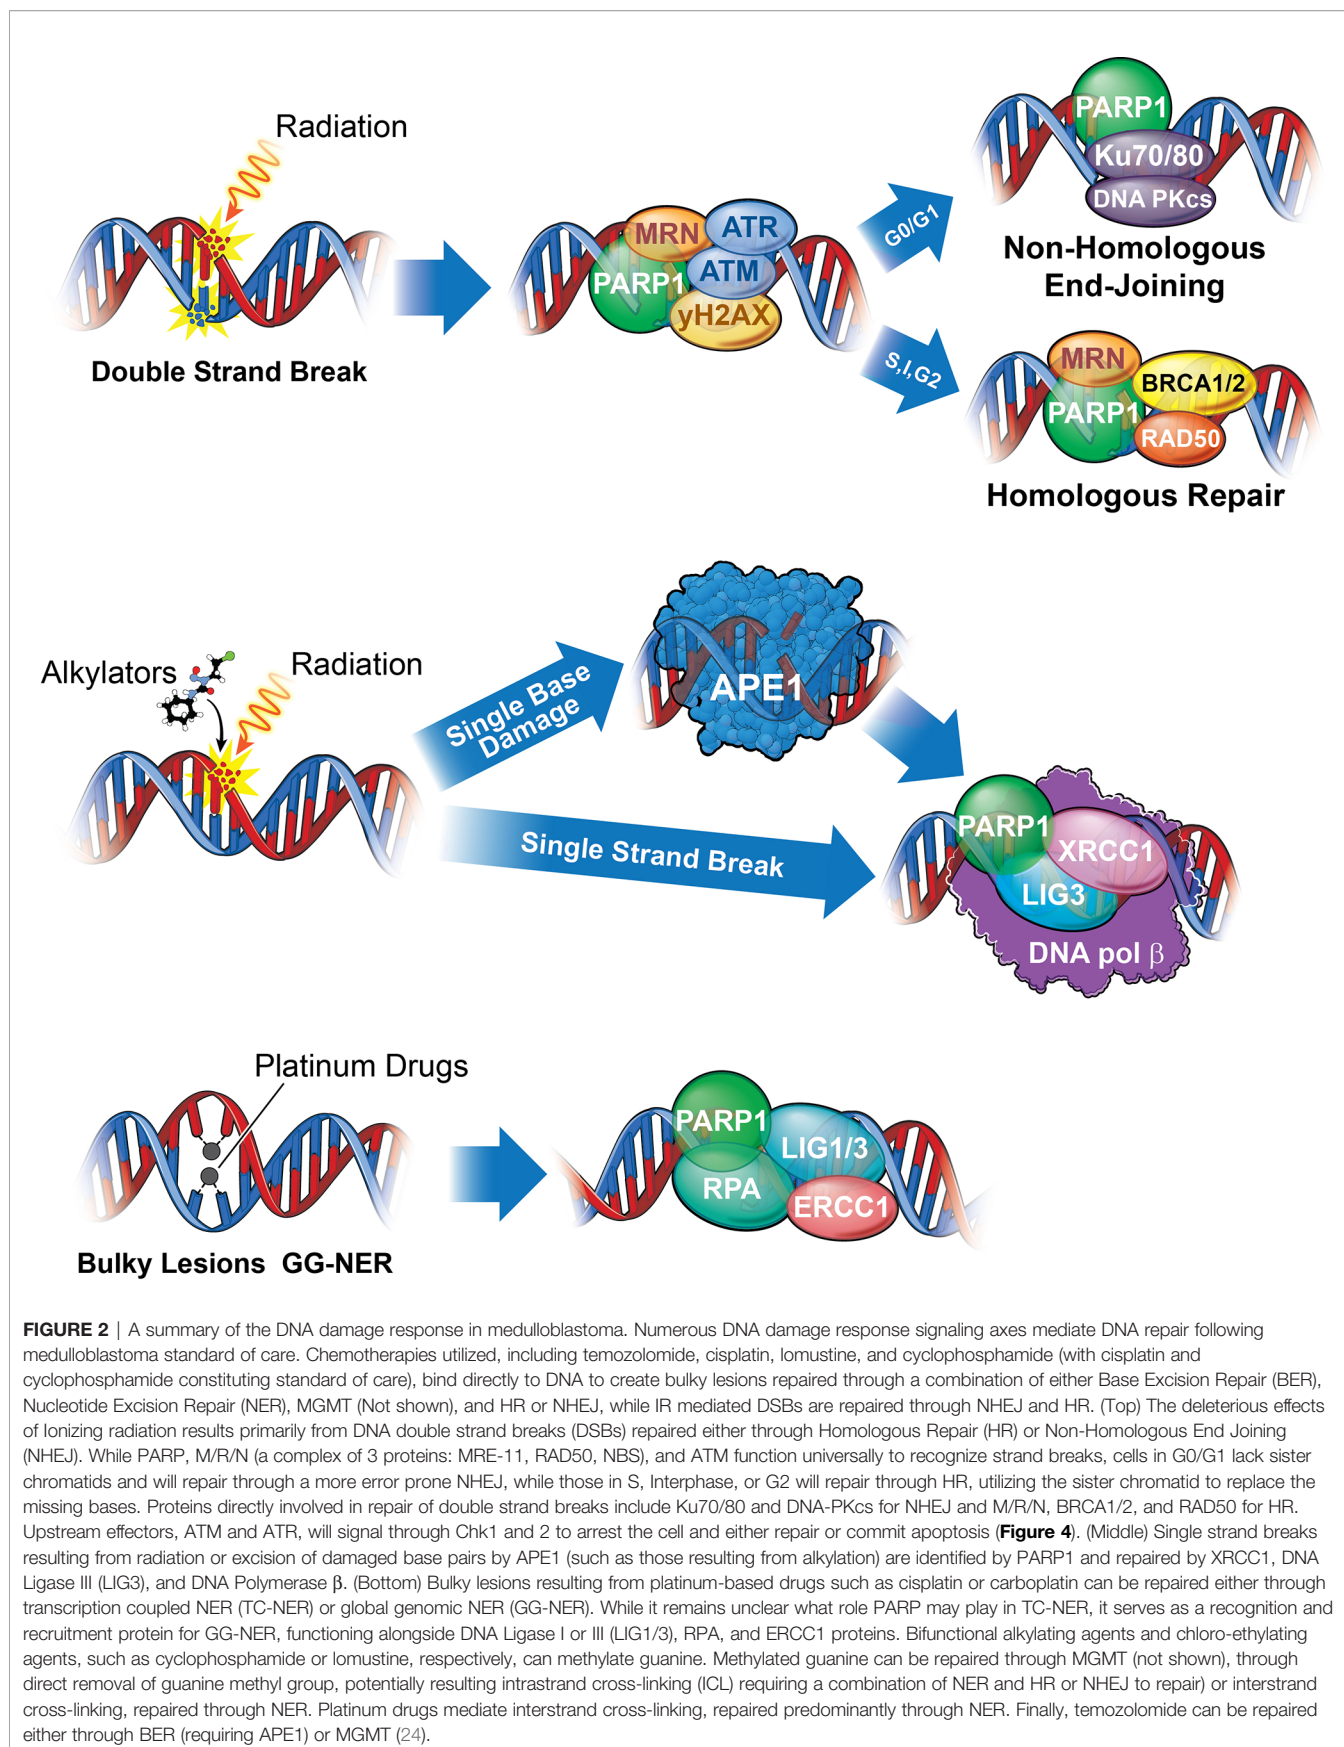 Radiation
Double Strand Break
MRN
ATR
PARP1
ATM
yH2AX
G0/G1
S,I,G2
PARP1
Ku70/80
DNA PKcs
Non-Homologous
End-Joining
MRN
BRCA1/2
PARP1
RAD50
Homologous Repair
Alkylators
Radiation
Single Base
Damage
APE1
Single Strand Break
PARP1
XRCC1
LIG3
DNA pol β
Platinum Drugs
Bulky Lesions GG-NER
PARP1
LIG1/3
RPA
ERCC1
FIGURE 2 | A summary of the DNA damage response in medulloblastoma. Numerous DNA damage response signaling axes mediate DNA repair following
medulloblastoma standard of care. Chemotherapies utilized, including temozolomide, cisplatin, lomustine, and cyclophosphamide (with cisplatin and
cyclophosphamide constituting standard of care), bind directly to DNA to create bulky lesions repaired through a combination of either Base Excision Repair (BER),
Nucleotide Excision Repair (NER), MGMT (Not shown), and HR or NHEJ, while IR mediated DSBs are repaired through NHEJ and HR. (Top) The deleterious effects
of Ionizing radiation results primarily from DNA double strand breaks (DSBs) repaired either through Homologous Repair (HR) or Non-Homologous End Joining
(NHEJ). While PARP, M/R/N (a complex of 3 proteins: MRE-11, RAD50, NBS), and ATM function universally to recognize strand breaks, cells in G0/G1 lack sister
chromatids and will repair through a more error prone NHEJ, while those in S, Interphase, or G2 will repair through HR, utilizing the sister chromatid to replace the
missing bases. Proteins directly involved in repair of double strand breaks include Ku70/80 and DNA-PKcs for NHEJ and M/R/N, BRCA1/2, and RAD50 for HR.
Upstream effectors, ATM and ATR, will signal through Chk1 and 2 to arrest the cell and either repair or commit apoptosis (Figure 4). (Middle) Single strand breaks
resulting from radiation or excision of damaged base pairs by APE1 (such as those resulting from alkylation) are identified by PARP1 and repaired by XRCC1, DNA
Ligase III (LIG3), and DNA Polymerase β. (Bottom) Bulky lesions resulting from platinum-based drugs such as cisplatin or carboplatin can be repaired either through
transcription coupled NER (TC-NER) or global genomic NER (GG-NER). While it remains unclear what role PARP may play in TC-NER, it serves as a recognition and
recruitment protein for GG-NER, functioning alongside DNA Ligase I or III (LIG1/3), RPA, and ERCC1 proteins. Bifunctional alkylating agents and chloro-ethylating
agents, such as cyclophosphamide or lomustine, respectively, can methylate guanine. Methylated guanine can be repaired through MGMT (not shown), through
direct removal of guanine methyl group, potentially resulting intrastrand cross-linking (ICL) requiring a combination of NER and HR or NHEJ to repair) or interstrand
cross-linking, repaired through NER. Platinum drugs mediate interstrand cross-linking, repaired predominantly through NER. Finally, temozolomide can be repaired
either through BER (requiring APE1) or MGMT (24).